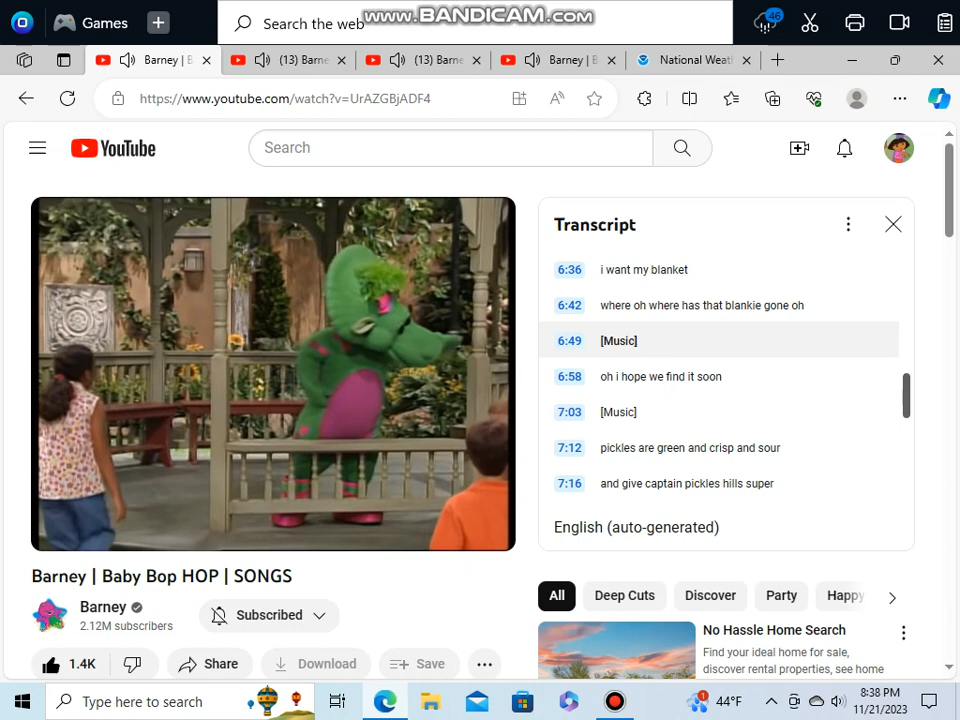 Games
Search the web
www.BANDICAM.com
46
Barney | B
(13) Barne
(13) Barne
Barney | B
National Weat
https://www.youtube.com/watch?v=UrAZGBjADF4
YouTube
Search
Transcript
6:36 i want my blanket
6:42 where oh where has that blankie gone oh
6:49 [Music]
6:58 oh i hope we find it soon
7:03 [Music]
7:12 pickles are green and crisp and sour
7:16 and give captain pickles hills super
English (auto-generated)
Barney | Baby Bop HOP | SONGS
Barney
2.12M subscribers
Subscribed
1.4K
Share
Download
Save
All
Deep Cuts
Discover
Party
Happy
No Hassle Home Search
Find your ideal home for sale,
discover rental properties, see home
Type here to search
1
44°F
8:38 PM
11/21/2023